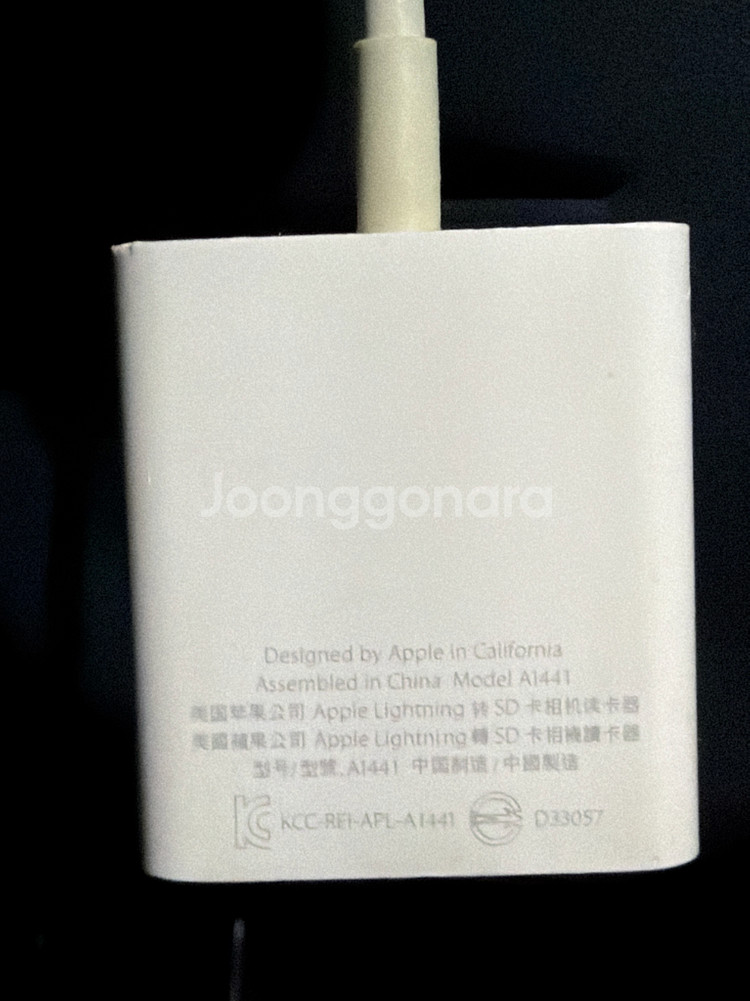 Joonggonara
Designed by Apple in California
Assembled in China Model A1441
美国苹果公司 Apple Lightning 转 SD 卡相机读卡器
美國蘋果公司 Apple Lightning 轉 SD 卡相機讀卡器
型号/型號: A1441 中国制造/中國製造
KCC-REI-APL-A1441 D33057